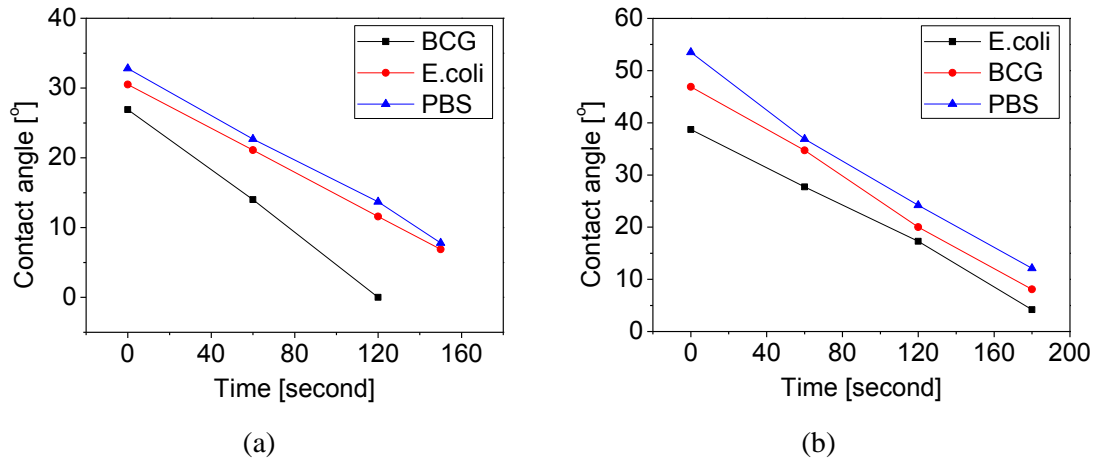 40
30
20
10
0
0 40 80 120 160
Contact angle [°]
Time [second]
BCG
E.coli
PBS
(a)
60
50
40
30
20
10
0
0 40 80 120 160 200
Contact angle [°]
Time [second]
E.coli
BCG
PBS
(b)